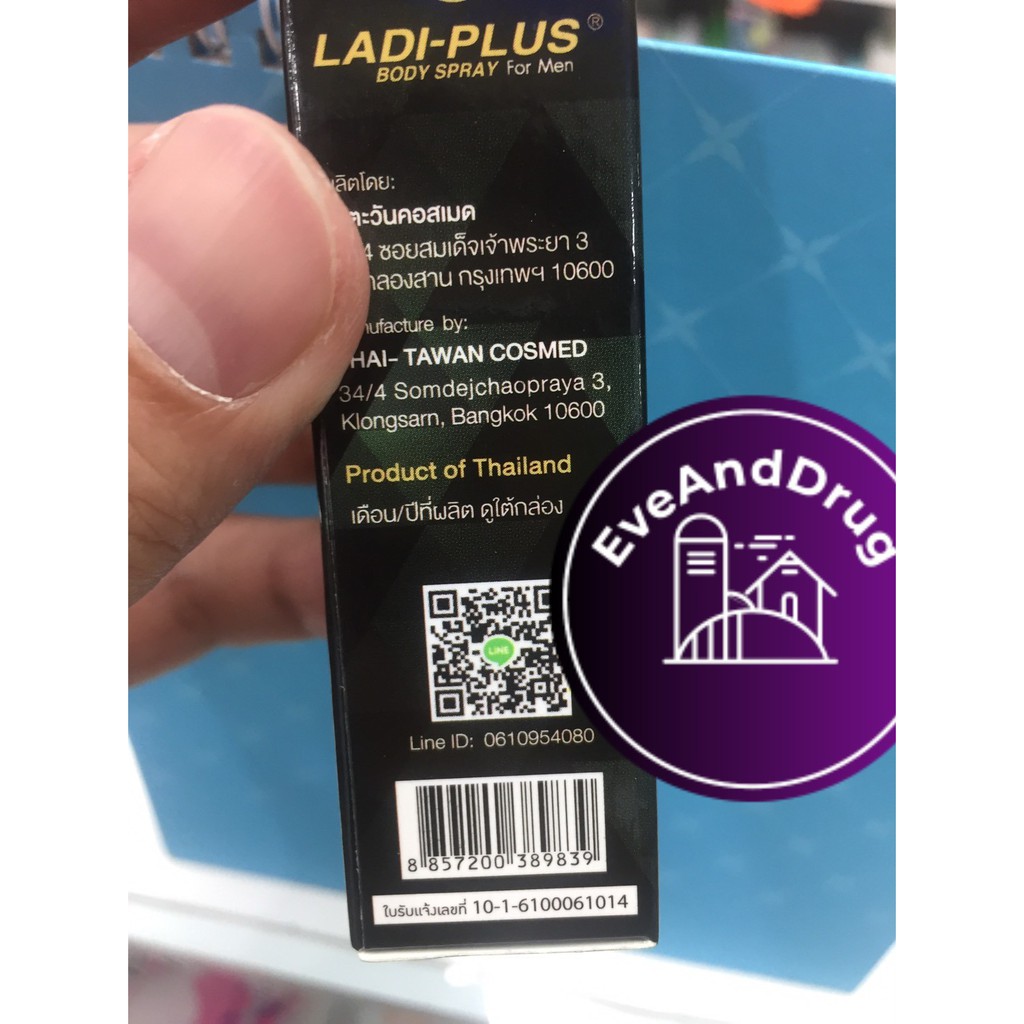 LADI-PLUS®
BODY SPRAY For Men
ลิตโดย:
ตะวันคอสเมด
4 ซอยสมเด็จเจ้าพระยา 3
ลองสาน กรุงเทพฯ 10600
nufacture by:
HAI- TAWAN COSMED
34/4 Somdejchaopraya 3,
Klongsarn, Bangkok 10600
Product of Thailand
เดือน/ปีที่ผลิต ดูใต้กล่อง
LINE
Line ID: 0610954080
8 857200 389839
ใบรับแจ้งเลขที่ 10-1-6100061014
EveAndDrug